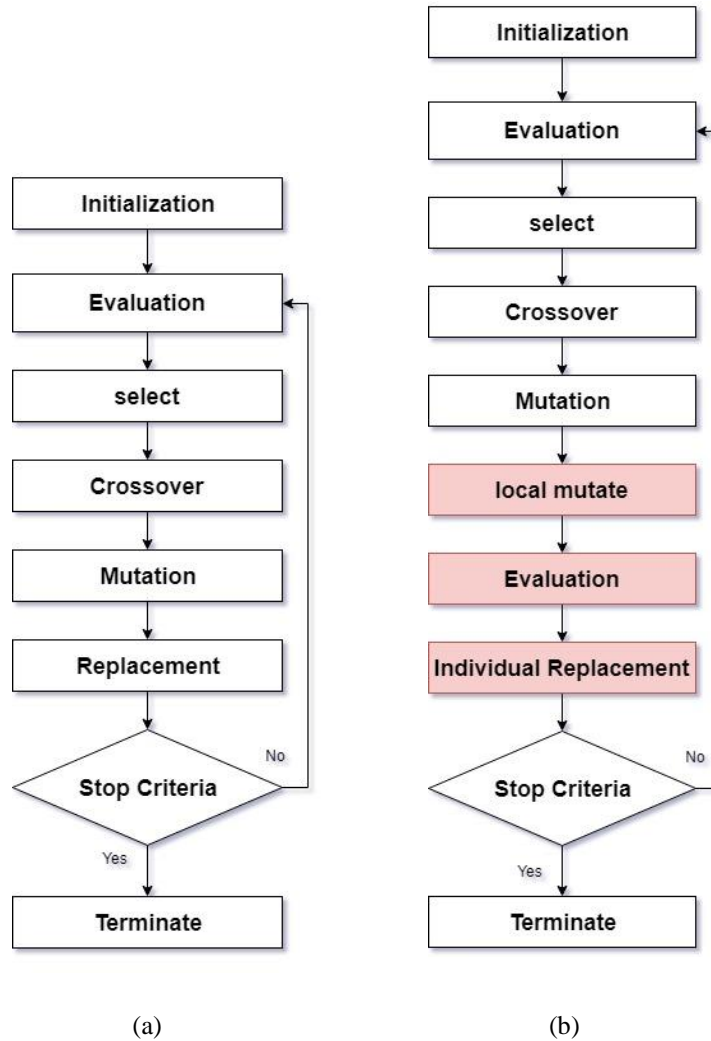 Initialization
Evaluation
select
Crossover
Mutation
Replacement
Stop Criteria
No
Yes
Terminate
(a)
Initialization
Evaluation
select
Crossover
Mutation
local mutate
Evaluation
Individual Replacement
Stop Criteria
No
Yes
Terminate
(b)